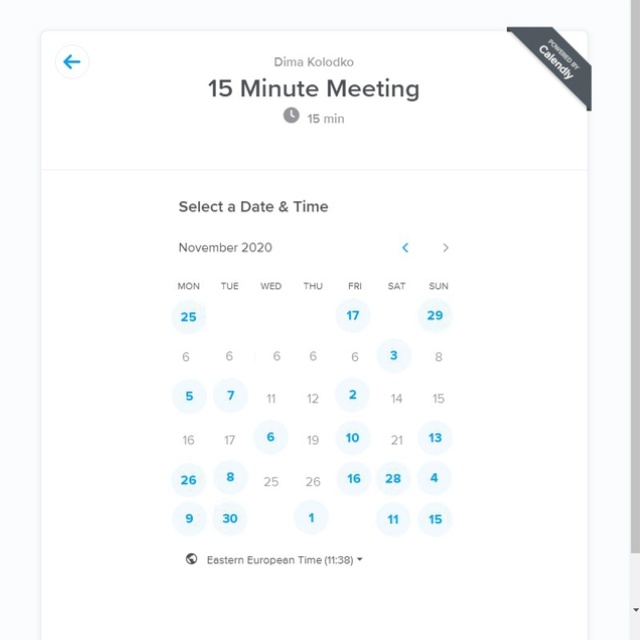 POWERED BY
Calendly
Dima Kolodko
15 Minute Meeting
15 min
Select a Date & Time
November 2020
MON TUE WED THU FRI SAT SUN
25 17 29
6 6 6 6 6 3 8
5 7 11 12 2 14 15
16 17 6 19 10 21 13
26 8 25 26 16 28 4
9 30 1 11 15
Eastern European Time (11:38)